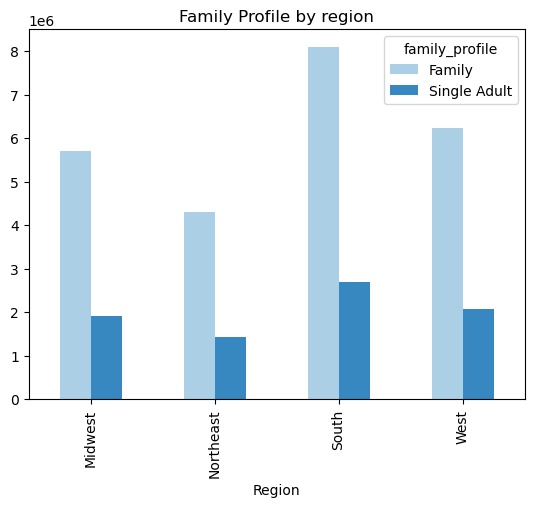 Family Profile by region
1e6
family_profile
Family
Single Adult
8
7
6
5
4
3
2
1
0
Midwest
Northeast
South
West
Region